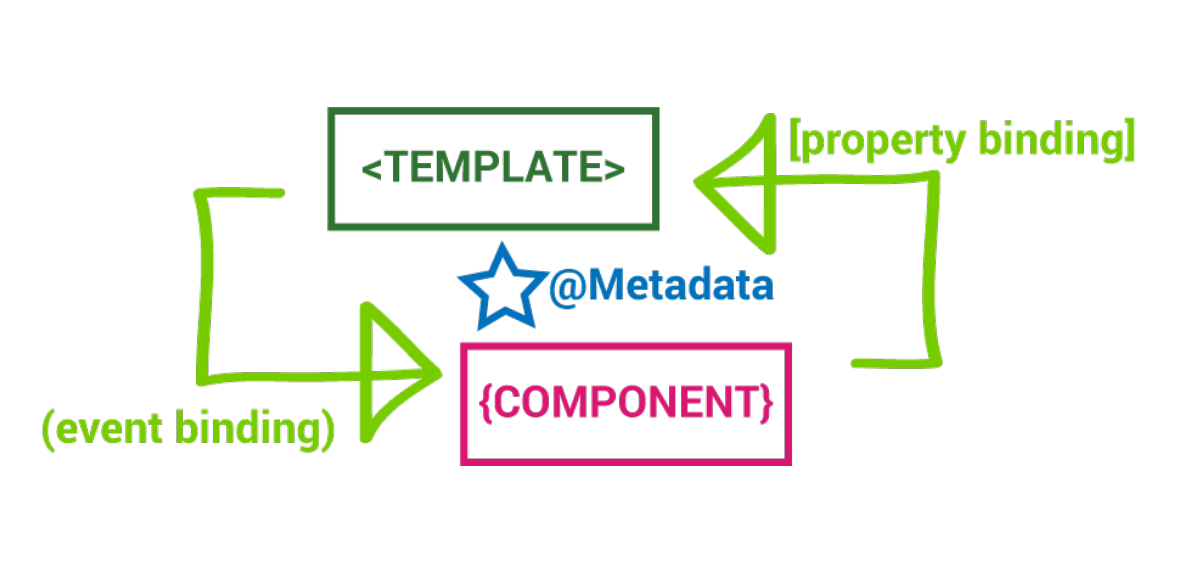 <TEMPLATE>
[property binding]
@Metadata
{COMPONENT}
(event binding)